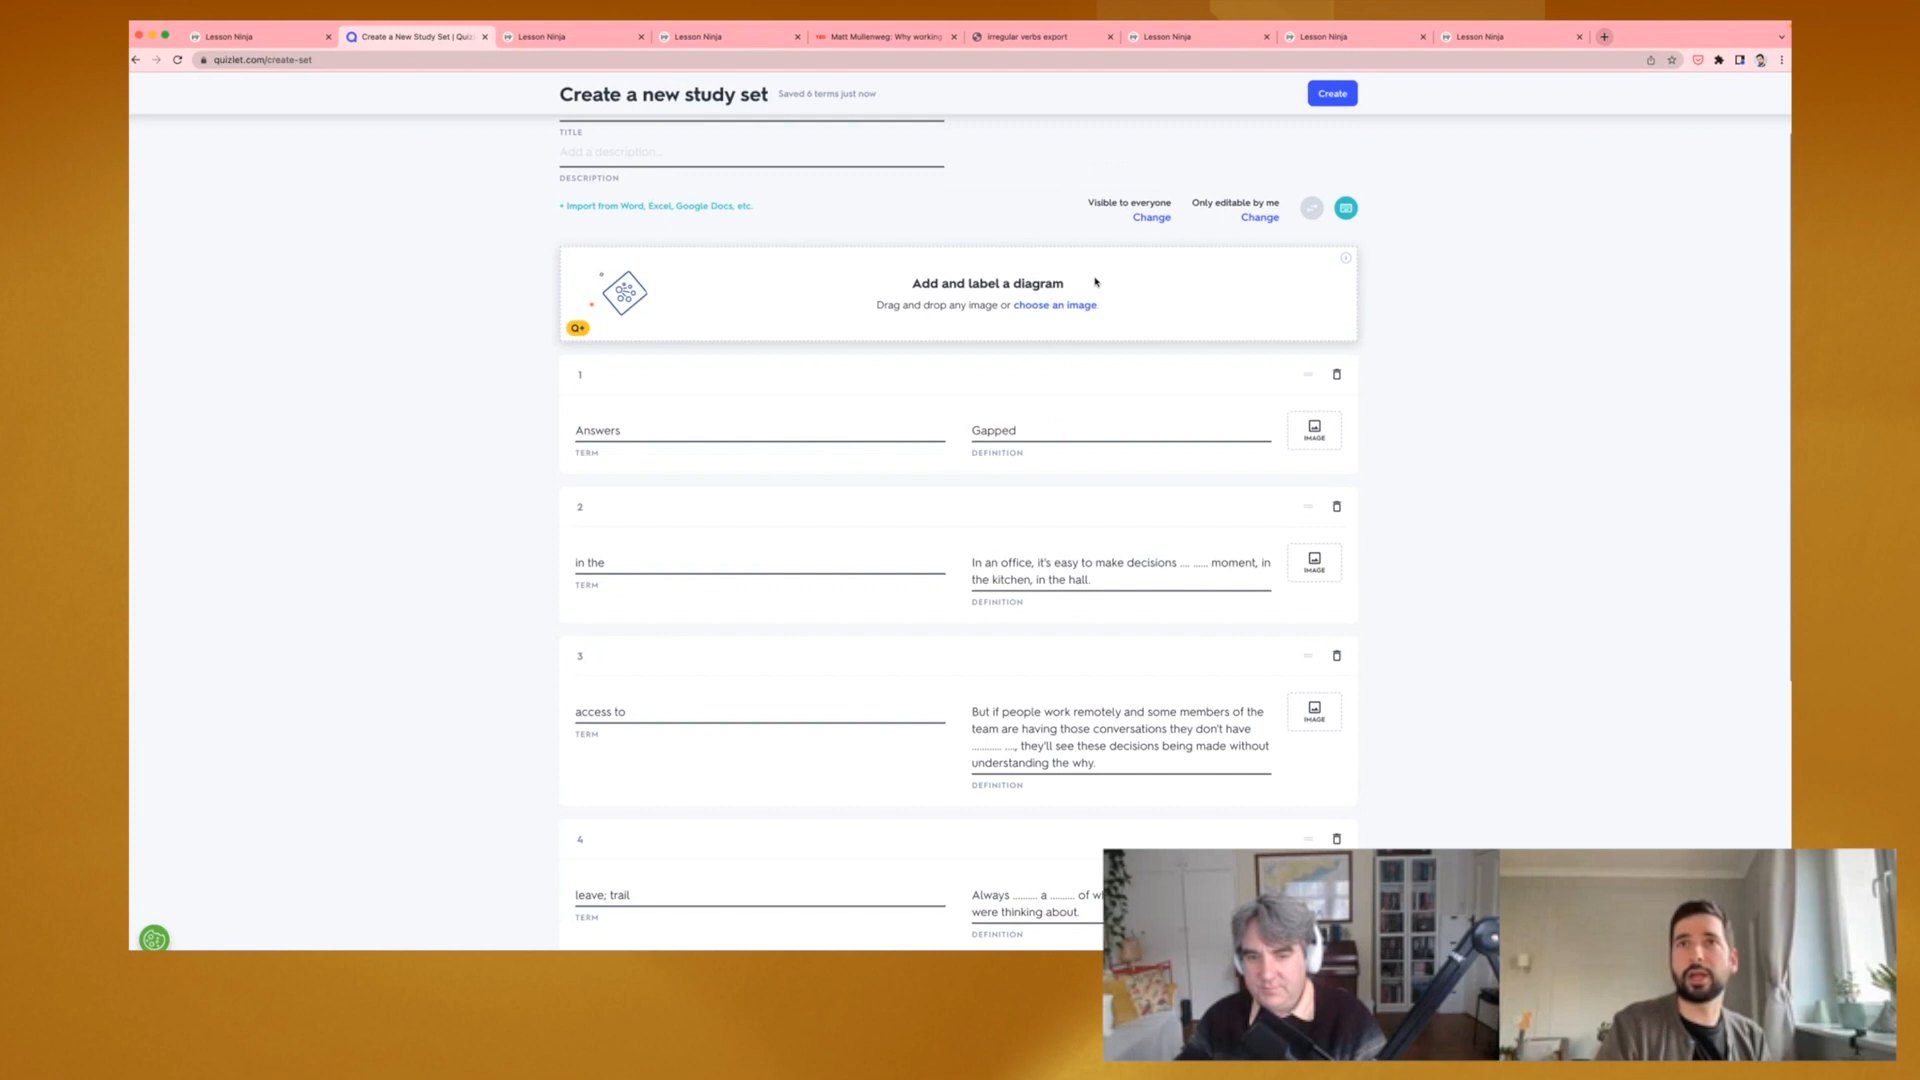 Lesson Ninja
Create a New Study Set | Quiz
Lesson Ninja
Lesson Ninja
TED
Matt Mullenweg: Why working
irregular verbs export
Lesson Ninja
Lesson Ninja
Lesson Ninja
quizlet.com/create-set
Create a new study set
Saved 6 terms just now
Create
TITLE
Add a description...
DESCRIPTION
+ Import from Word, Excel, Google Docs, etc.
Visible to everyone
Change
Only editable by me
Change
Add and label a diagram
Drag and drop any image or choose an image.
Q+
1
Answers
TERM
Gapped
DEFINITION
IMAGE
2
in the
TERM
In an office, it's easy to make decisions .... ...... moment, in
the kitchen, in the hall.
DEFINITION
IMAGE
3
access to
TERM
But if people work remotely and some members of the
team are having those conversations they don't have
............ ...., they'll see these decisions being made without
understanding the why.
DEFINITION
IMAGE
4
leave; trail
TERM
Always ......... a ......... of
were thinking about.
DEFINITION